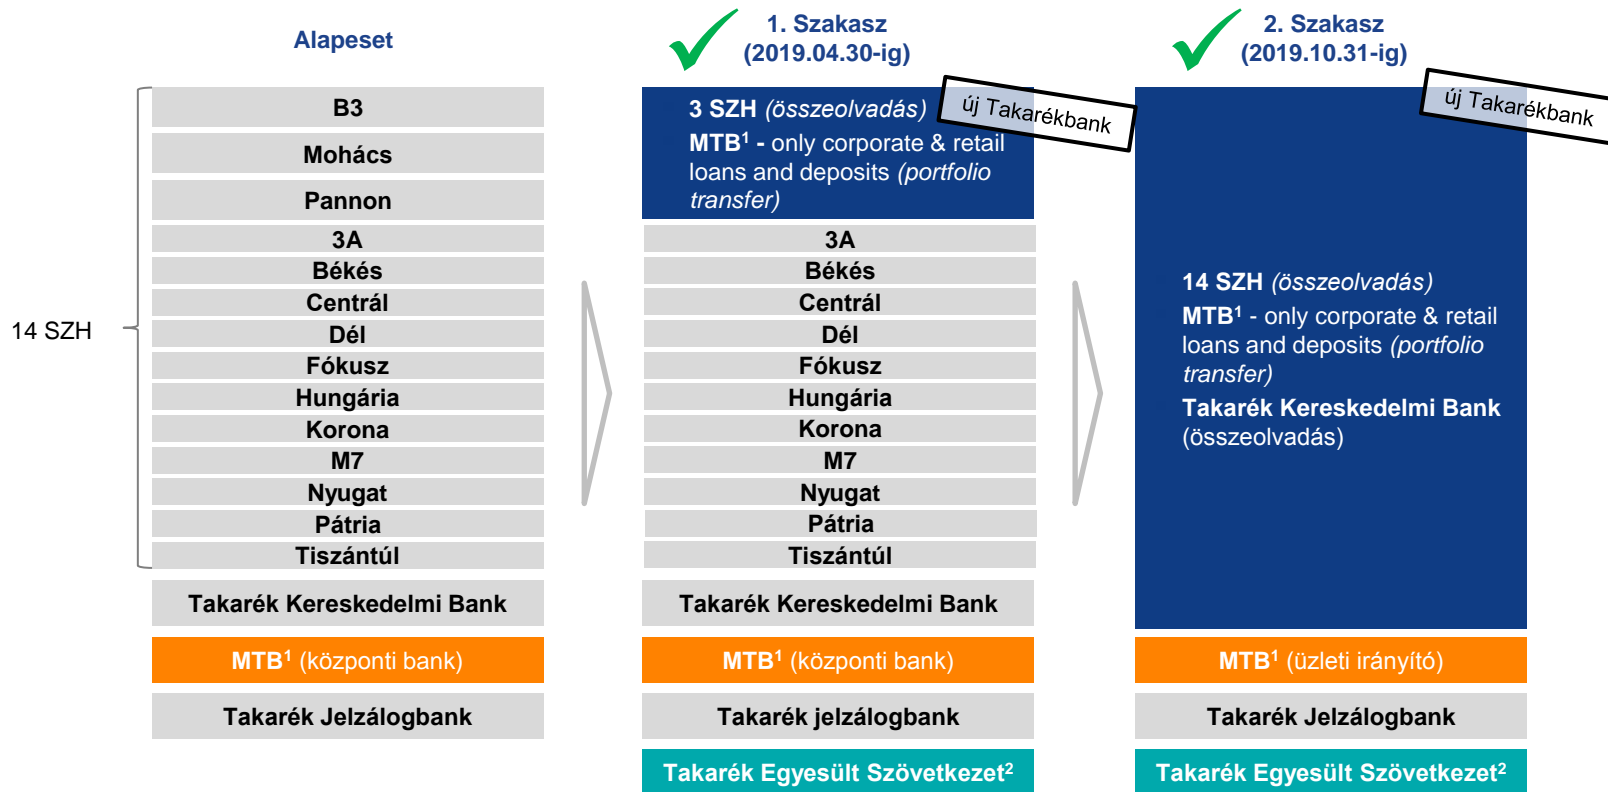 Alapeset
14 SZH
B3
Mohács
Pannon
3A
Békés
Centrál
Dél
Fókusz
Hungária
Korona
M7
Nyugat
Pátria
Tiszántúl
Takarék Kereskedelmi Bank
MTB¹ (központi bank)
Takarék Jelzálogbank
1. Szakasz
(2019.04.30-ig)
új Takarékbank
3 SZH (összeolvadás)
MTB¹ - only corporate & retail
loans and deposits (portfolio
transfer)
3A
Békés
Centrál
Dél
Fókusz
Hungária
Korona
M7
Nyugat
Pátria
Tiszántúl
Takarék Kereskedelmi Bank
MTB¹ (központi bank)
Takarék jelzálogbank
Takarék Egyesült Szövetkezet²
2. Szakasz
(2019.10.31-ig)
új Takarékbank
14 SZH (összeolvadás)
MTB¹ - only corporate & retail
loans and deposits (portfolio
transfer)
Takarék Kereskedelmi Bank
(összeolvadás)
MTB¹ (üzleti irányító)
Takarék Jelzálogbank
Takarék Egyesült Szövetkezet²